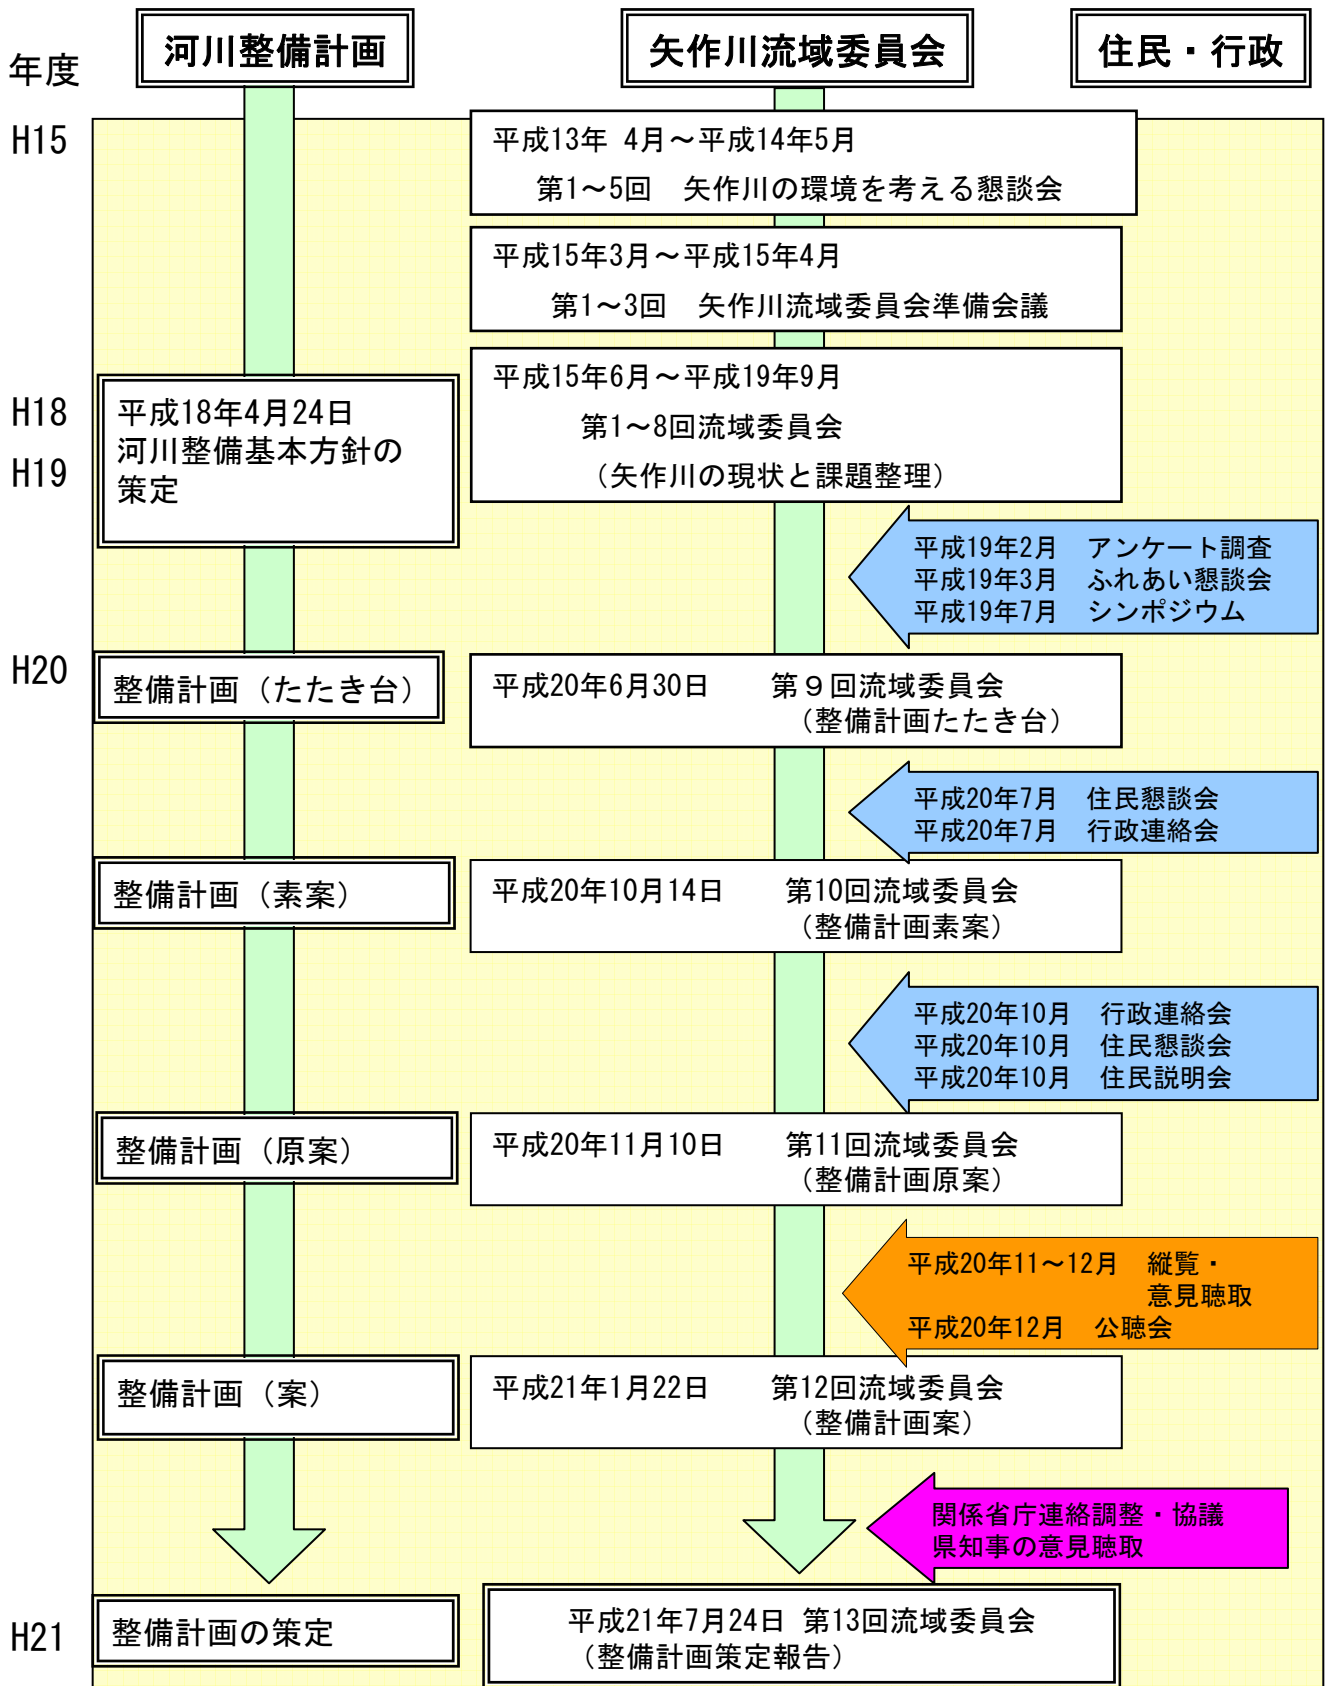 年度
河川整備計画
矢作川流域委員会
住民・行政
H15
平成13年 4月～平成14年5月
第1～5回 矢作川の環境を考える懇談会
平成15年3月～平成15年4月
第1～3回 矢作川流域委員会準備会議
H18
H19
平成18年4月24日
河川整備基本方針の
策定
平成15年6月～平成19年9月
第1～8回流域委員会
（矢作川の現状と課題整理）
平成19年2月 アンケート調査
平成19年3月 ふれあい懇談会
平成19年7月 シンポジウム
H20
整備計画（たたき台）
平成20年6月30日 第９回流域委員会
（整備計画たたき台）
平成20年7月 住民懇談会
平成20年7月 行政連絡会
整備計画（素案）
平成20年10月14日 第10回流域委員会
（整備計画素案）
平成20年10月 行政連絡会
平成20年10月 住民懇談会
平成20年10月 住民説明会
整備計画（原案）
平成20年11月10日 第11回流域委員会
（整備計画原案）
平成20年11～12月 縦覧・
意見聴取
平成20年12月 公聴会
整備計画（案）
平成21年1月22日 第12回流域委員会
（整備計画案）
関係省庁連絡調整・協議
県知事の意見聴取
H21
整備計画の策定
平成21年7月24日 第13回流域委員会
（整備計画策定報告）